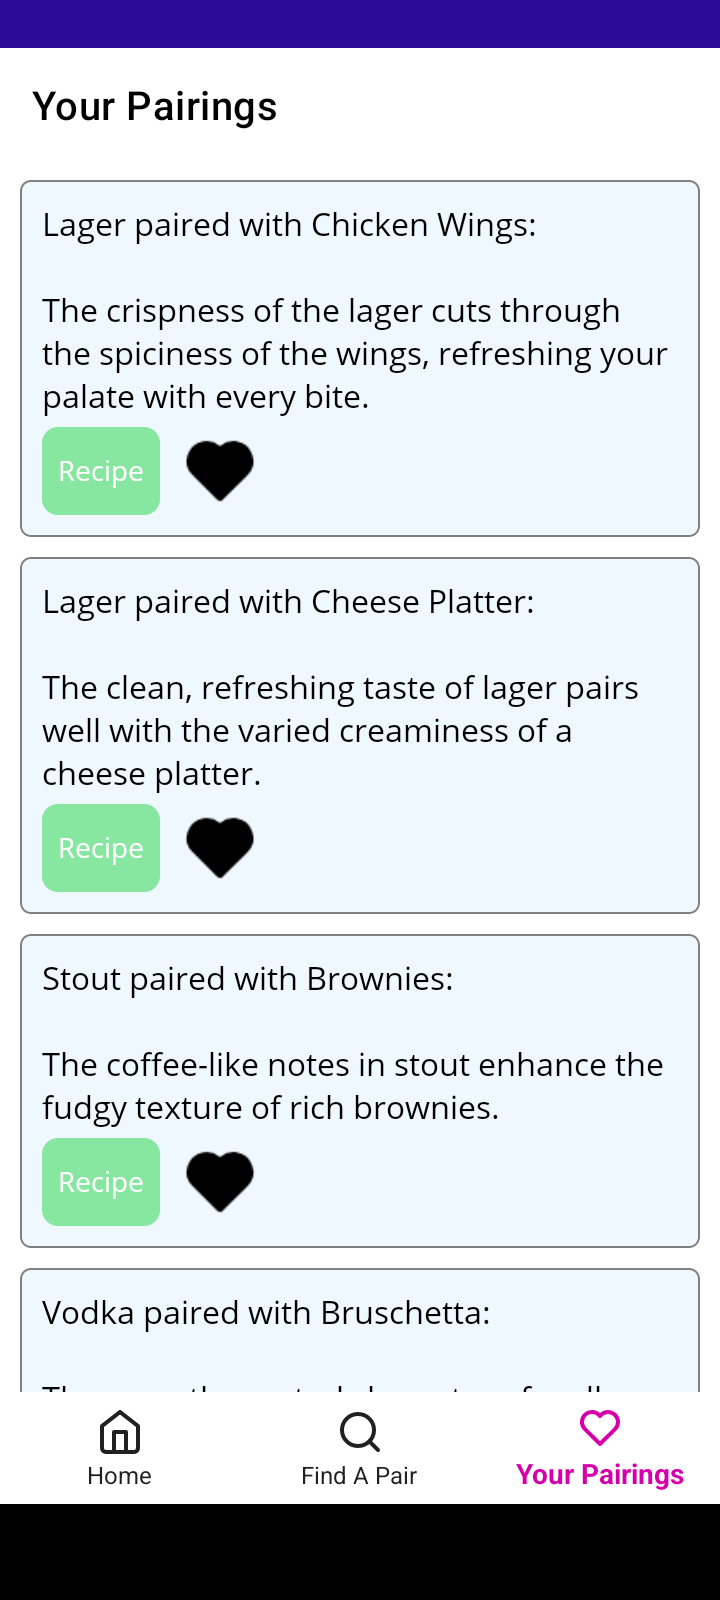 Your Pairings
Lager paired with Chicken Wings:
The crispness of the lager cuts through
the spiciness of the wings, refreshing your
palate with every bite.
Recipe
Lager paired with Cheese Platter:
The clean, refreshing taste of lager pairs
well with the varied creaminess of a
cheese platter.
Recipe
Stout paired with Brownies:
The coffee-like notes in stout enhance the
fudgy texture of rich brownies.
Recipe
Vodka paired with Bruschetta:
Home
Find A Pair
Your Pairings